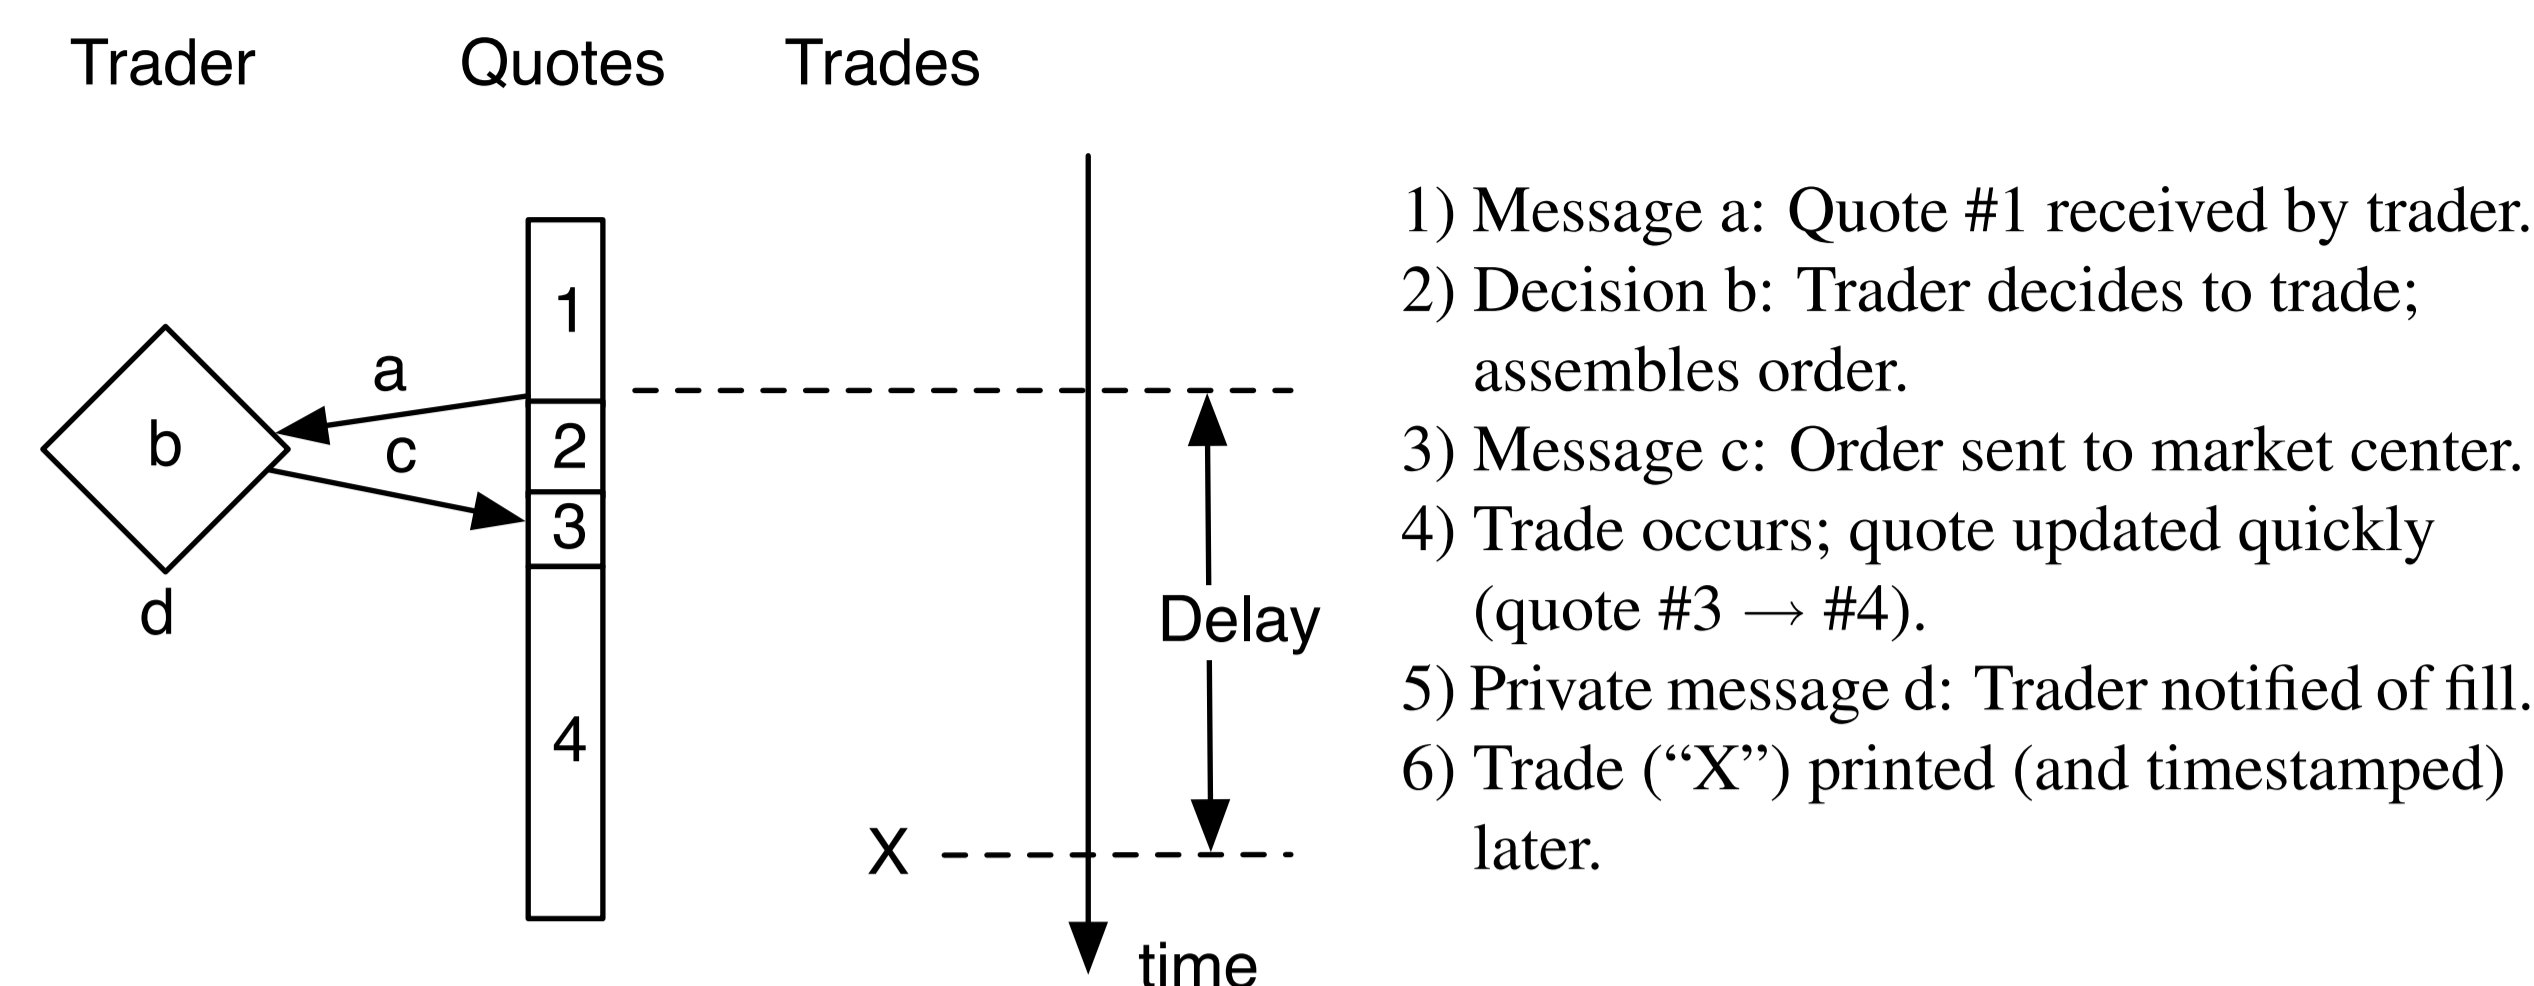 Trader Quotes Trades
1
a
b
c
2
3
d
4
Delay
X
time
1) Message a: Quote #1 received by trader.
2) Decision b: Trader decides to trade;
assembles order.
3) Message c: Order sent to market center.
4) Trade occurs; quote updated quickly
(quote #3 → #4).
5) Private message d: Trader notified of fill.
6) Trade (“X”) printed (and timestamped)
later.